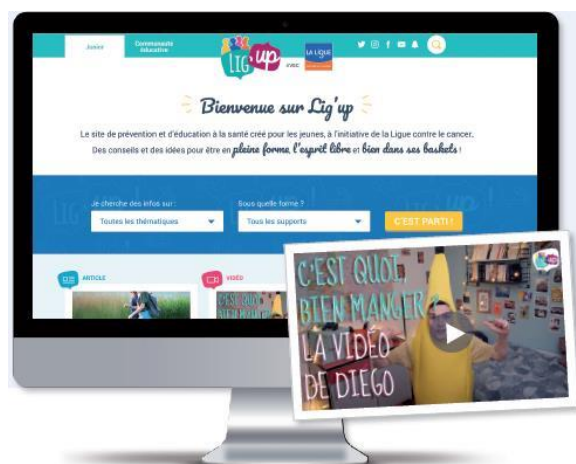 Junior
Communauté éducative
LIG'UP
avec
LA LIGUE
Bienvenue sur Lig'up
Le site de prévention et d'éducation à la santé créé pour les jeunes, à l'initiative de la Ligue contre le cancer.
Des conseils et des idées pour être en pleine forme, l'esprit libre et bien dans ses baskets !
Je cherche des infos sur :
Sous quelle forme ?
Toutes les thématiques
Tous les supports
C'EST PARTI !
ARTICLE
VIDÉO
C'EST QUOI,
BIEN MANGER ?
LA VIDÉO
DE DIEGO